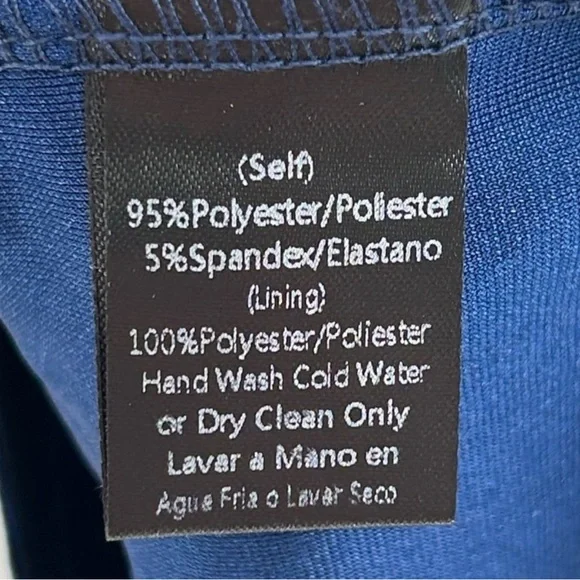 (Self)
95%Polyester/Poliester
5%Spandex/Elastano
(Lining)
100%Polyester/Poliester
Hand Wash Cold Water
or Dry Clean Only
Lavar a Mano en
Agua Fria o Lavar Seco